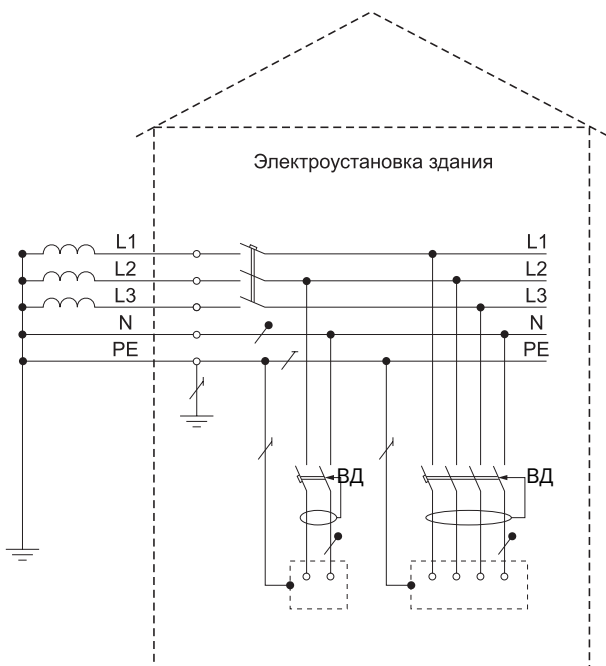 Электроустановка здания
L1 L1
L2 L2
L3 L3
N N
PE PE
ВД ВД